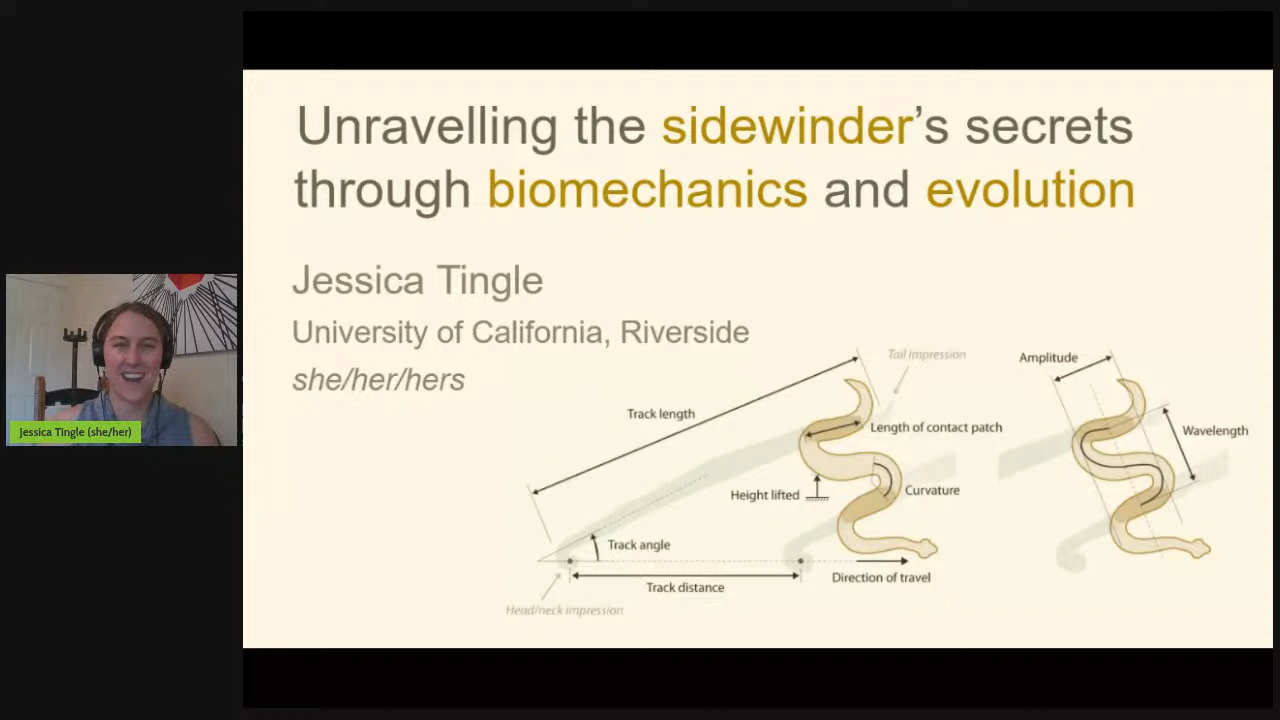 Unravelling the sidewinder's secrets
through biomechanics and evolution
Jessica Tingle
University of California, Riverside
she/her/hers
Jessica Tingle (she/her)
Tail impression
Track length
Length of contact patch
Height lifted
Curvature
Track angle
Track distance
Direction of travel
Head/neck impression
Amplitude
Wavelength